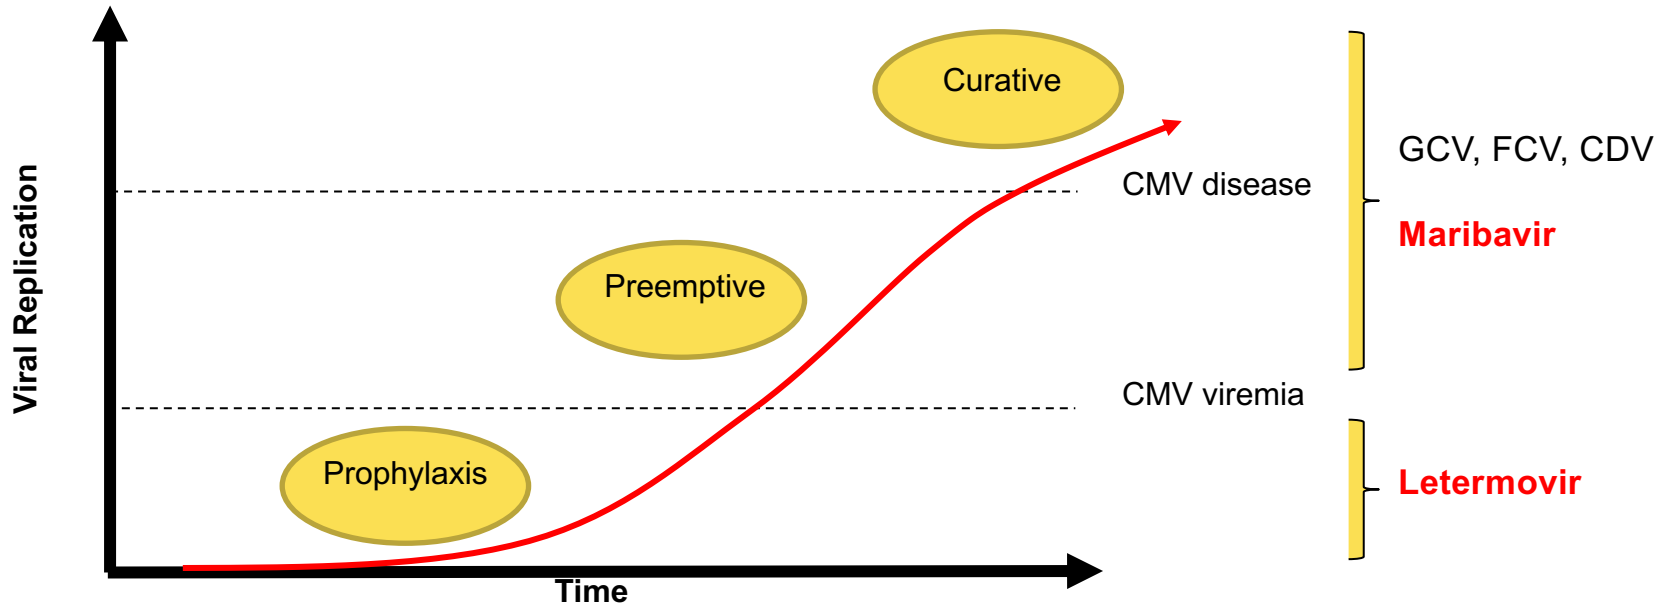 Curative
GCV, FCV, CDV
CMV disease
Maribavir
Preemptive
Viral Replication
CMV viremia
Prophylaxis
Letermovir
Time